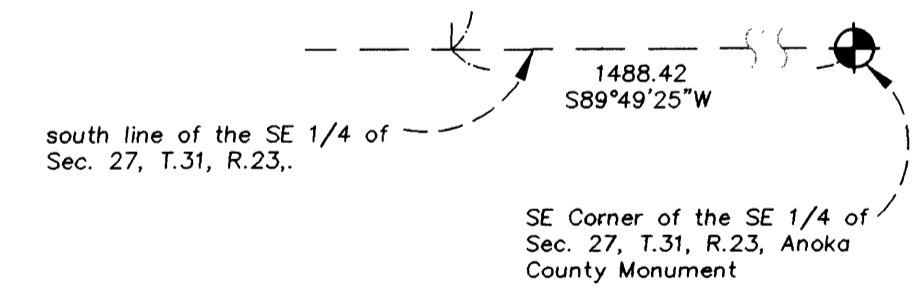 1488.42
S89°49'25"W
south line of the SE 1/4 of
Sec. 27, T.31, R.23,.
SE Corner of the SE 1/4 of
Sec. 27, T.31, R.23, Anoka
County Monument